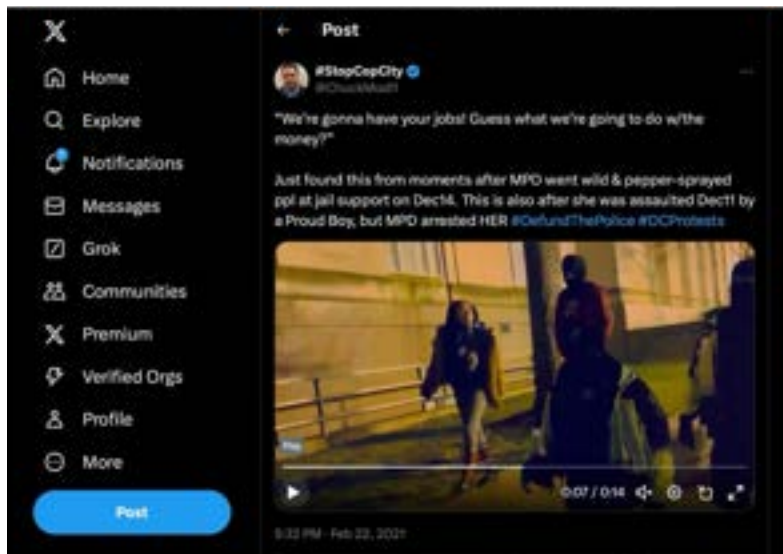 Post
#StopCopCity
Home
Explore
"We're gonna have your jobs! Guess what we're going to do w/the
money?"
Notifications
Just found this from moments after MPD went wild & pepper-sprayed
ppl at jail support on Dec14. This is also after she was assaulted Dec11 by
a Proud Boy, but MPD arrested HER #DefundThePolice #DCProtests
Messages
Grok
Communities
Premium
Verified Orgs
Profile
More
Post
0:07 / 0:14
5:32 PM · Feb 22, 2021